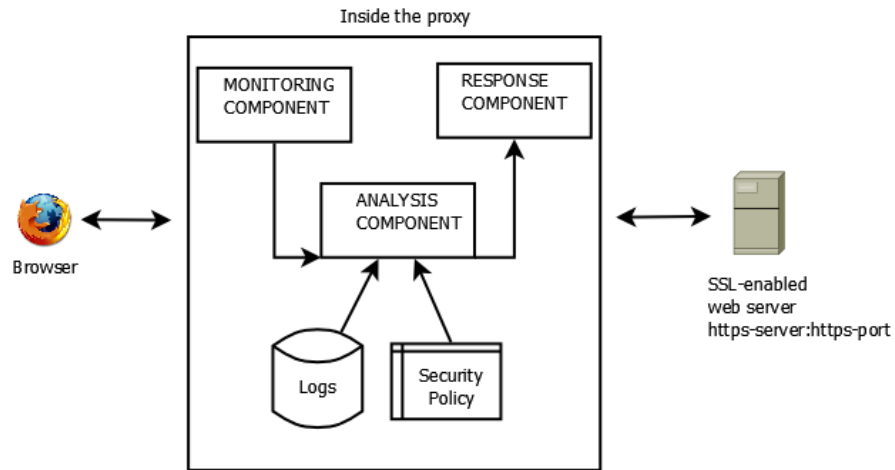 Inside the proxy
MONITORING
COMPONENT
RESPONSE
COMPONENT
ANALYSIS
COMPONENT
Browser
SSL-enabled
web server
https-server:https-port
Logs
Security
Policy